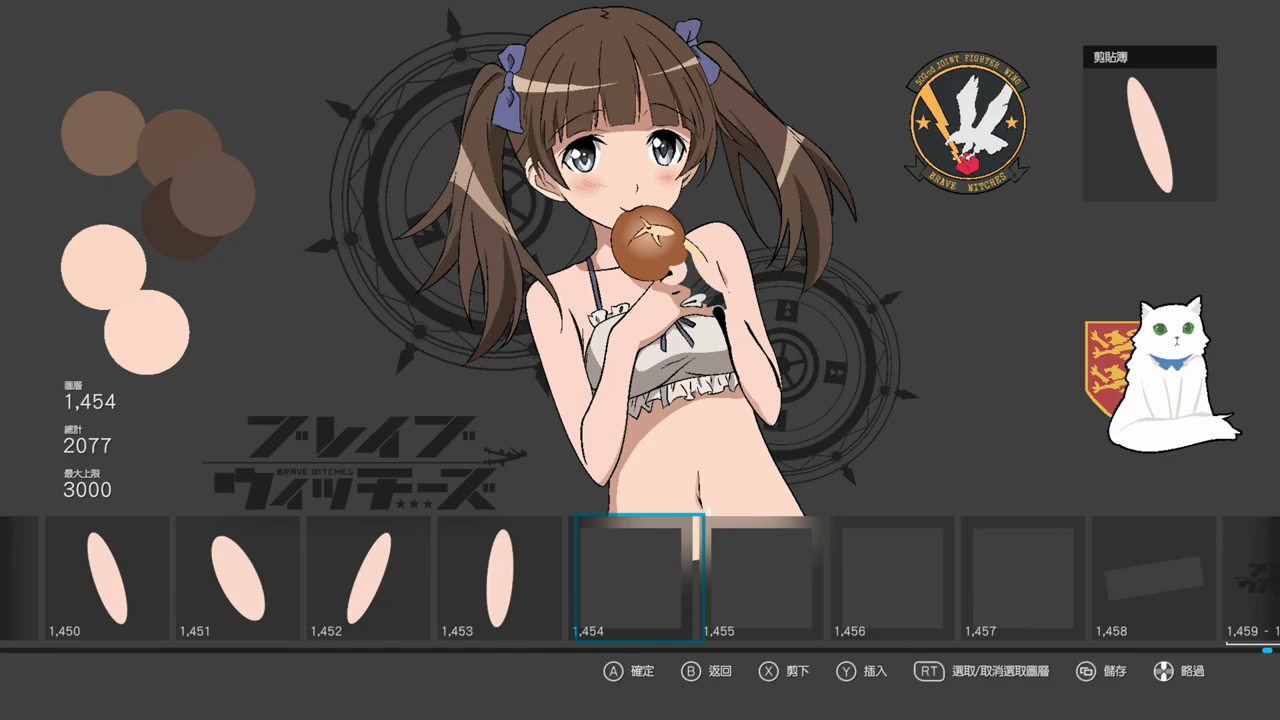 502nd JOINT FIGHTER WING
BRAVE WITCHES
剪貼簿
圖層
1,454
總計
2077
最大上限
3000
ブレイブ
BRAVE WITCHES
ウィッチーズ
1,450
1,451
1,452
1,453
1,454
1,455
1,456
1,457
1,458
1,459 - 1
A 確定
B 返回
X 剪下
Y 插入
RT 選取/取消選取圖層
儲存
略過